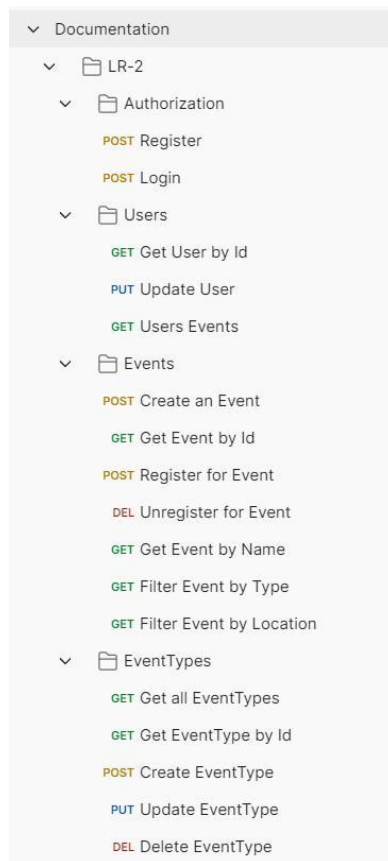 Documentation
LR-2
Authorization
POST Register
POST Login
Users
GET Get User by Id
PUT Update User
GET Users Events
Events
POST Create an Event
GET Get Event by Id
POST Register for Event
DEL Unregister for Event
GET Get Event by Name
GET Filter Event by Type
GET Filter Event by Location
EventTypes
GET Get all EventTypes
GET Get EventType by Id
POST Create EventType
PUT Update EventType
DEL Delete EventType